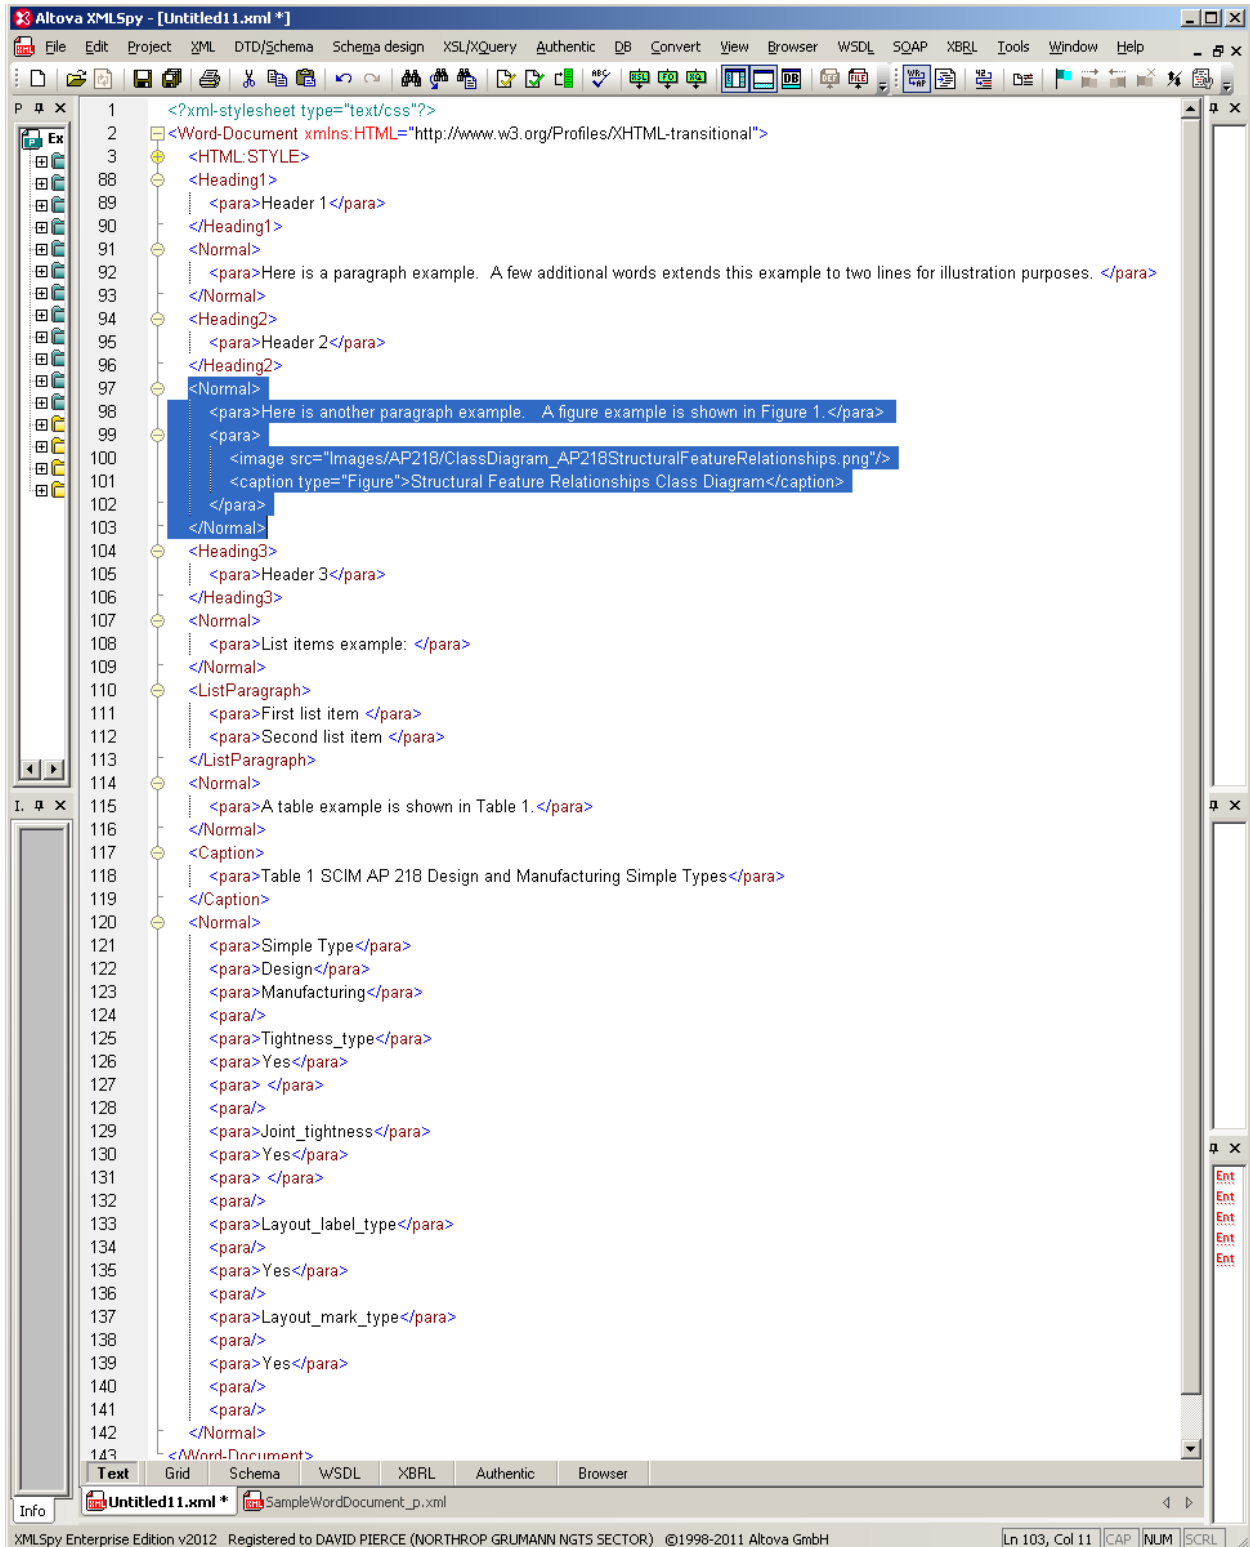 Altova XMLSpy - [Untitled11.xml *]
File Edit Project XML DTD/Schema Schema design XSL/XQuery Authentic DB Convert View Browser WSDL SOAP XBRL Tools Window Help
P
Ex
1 <?xml-stylesheet type="text/css"?>
2 <Word-Document xmlns:HTML="http://www.w3.org/Profiles/XHTML-transitional">
3 <HTML:STYLE>
88 <Heading1>
89 <para>Header 1</para>
90 </Heading1>
91 <Normal>
92 <para>Here is a paragraph example.  A few additional words extends this example to two lines for illustration purposes. </para>
93 </Normal>
94 <Heading2>
95 <para>Header 2</para>
96 </Heading2>
97 <Normal>
98 <para>Here is another paragraph example.   A figure example is shown in Figure 1.</para>
99 <para>
100 <image src="Images/AP218/ClassDiagram_AP218StructuralFeatureRelationships.png"/>
101 <caption type="Figure">Structural Feature Relationships Class Diagram</caption>
102 </para>
103 </Normal>
104 <Heading3>
105 <para>Header 3</para>
106 </Heading3>
107 <Normal>
108 <para>List items example: </para>
109 </Normal>
110 <ListParagraph>
111 <para>First list item </para>
112 <para>Second list item </para>
113 </ListParagraph>
114 <Normal>
115 <para>A table example is shown in Table 1.</para>
116 </Normal>
117 <Caption>
118 <para>Table 1 SCIM AP 218 Design and Manufacturing Simple Types</para>
119 </Caption>
120 <Normal>
121 <para>Simple Type</para>
122 <para>Design</para>
123 <para>Manufacturing</para>
124 <para/>
125 <para>Tightness_type</para>
126 <para>Yes</para>
127 <para> </para>
128 <para/>
129 <para>Joint_tightness</para>
130 <para>Yes</para>
131 <para> </para>
132 <para/>
133 <para>Layout_label_type</para>
134 <para/>
135 <para>Yes</para>
136 <para/>
137 <para>Layout_mark_type</para>
138 <para/>
139 <para>Yes</para>
140 <para/>
141 <para/>
142 </Normal>
143 </Word-Document>
I.
Ent
Ent
Ent
Ent
Ent
Text Grid Schema WSDL XBRL Authentic Browser
Untitled11.xml * SampleWordDocument_p.xml
Info
XMLSpy Enterprise Edition v2012 Registered to DAVID PIERCE (NORTHROP GRUMANN NGTS SECTOR) ©1998-2011 Altova GmbH Ln 103, Col 11 CAP NUM SCRL